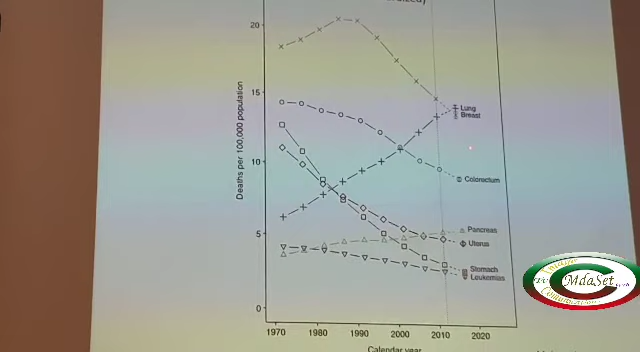 20
15
10
5
0
Deaths per 100,000 population
Lung
Breast
Colorectum
Pancreas
Uterus
Stomach
Leukemias
1970 1980 1990 2000 2010 2020
Calendar year
MdaSet